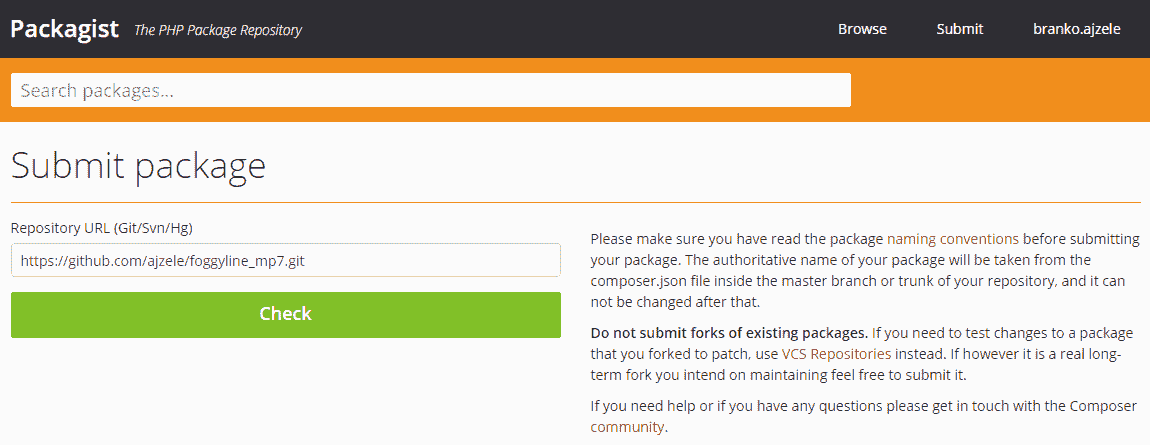 Packagist The PHP Package Repository Browse Submit branko.ajzele
Search packages...
Submit package
Repository URL (Git/Svn/Hg)
https://github.com/ajzele/foggyline_mp7.git
Check
Please make sure you have read the package naming conventions before submitting
your package. The authoritative name of your package will be taken from the
composer.json file inside the master branch or trunk of your repository, and it can
not be changed after that.
Do not submit forks of existing packages. If you need to test changes to a package
that you forked to patch, use VCS Repositories instead. If however it is a real long-
term fork you intend on maintaining feel free to submit it.
If you need help or if you have any questions please get in touch with the Composer
community.